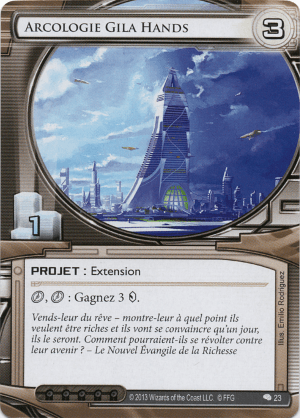 Arcologie Gila Hands
3
1
Illus. Emilio Rodriguez
PROJET : Extension
, : Gagnez 3 .
Vends-leur du rêve – montre-leur à quel point ils
veulent être riches et ils vont se convaincre qu'un jour,
ils le seront. Comment pourraient-ils se révolter contre
leur avenir ? – Le Nouvel Évangile de la Richesse
© 2013 Wizards of the Coast LLC. © FFG
23